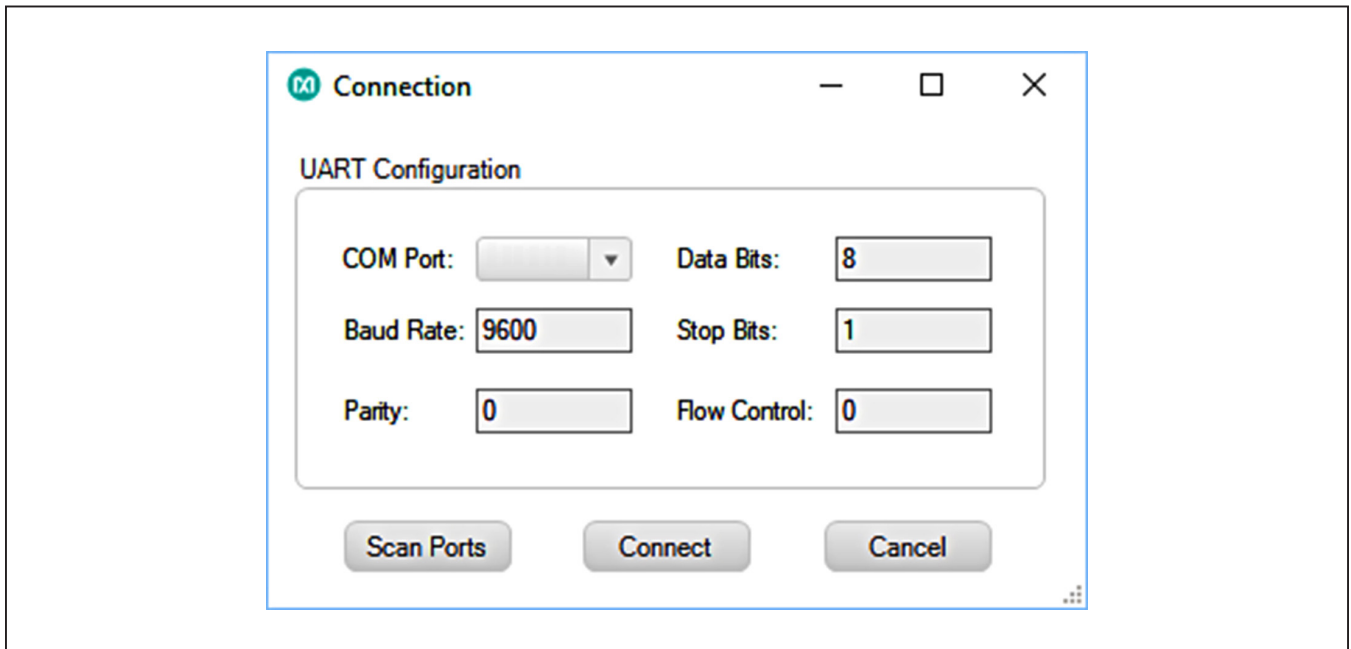 Connection
UART Configuration
COM Port:
Data Bits: 8
Baud Rate: 9600
Stop Bits: 1
Parity: 0
Flow Control: 0
Scan Ports
Connect
Cancel